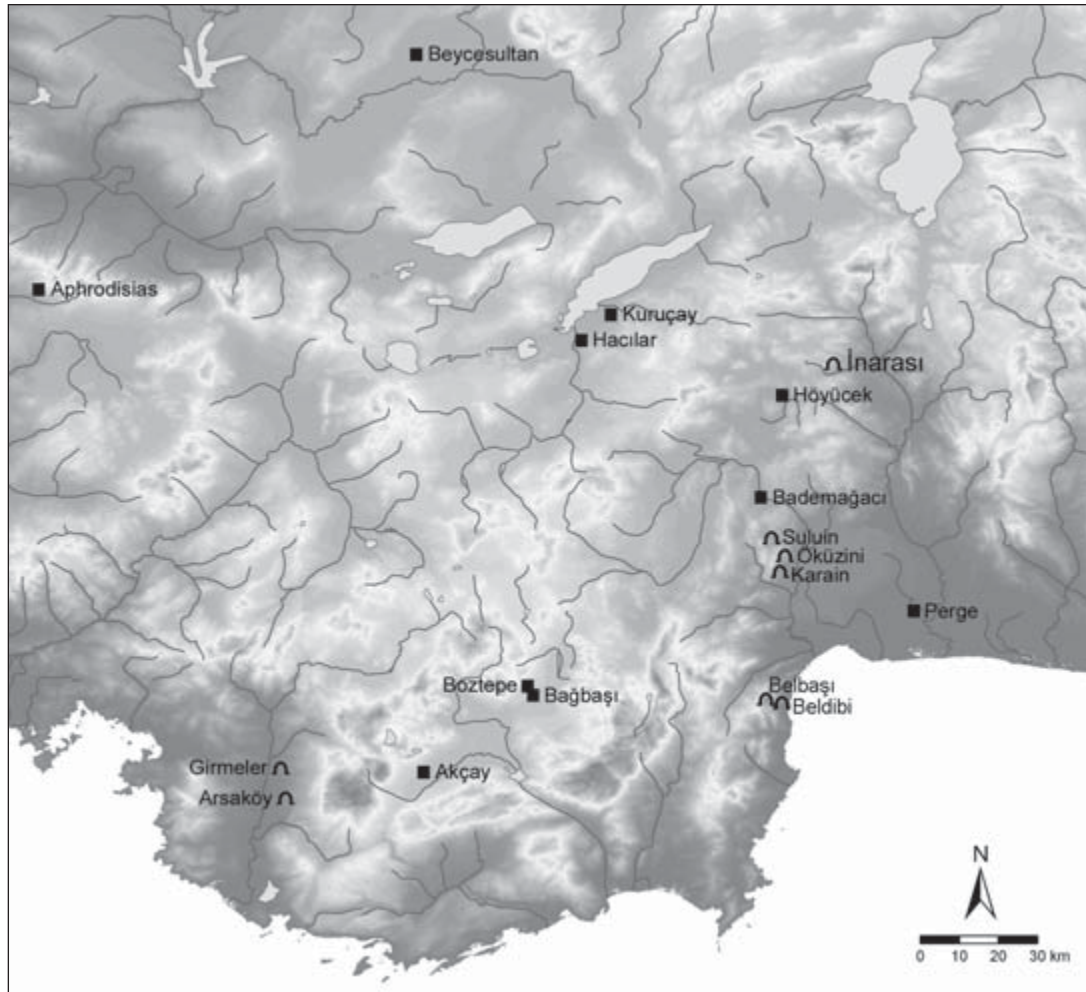 Beycesultan
Aphrodisias
Kuruçay
Hacılar
İnarası
Höyücek
Bademağacı
Suluin
Öküzini
Karain
Perge
Boztepe
Bağbaşı
Belbaşı
Beldibi
Girmeler
Akçay
Arsaköy
N
0 10 20 30 km